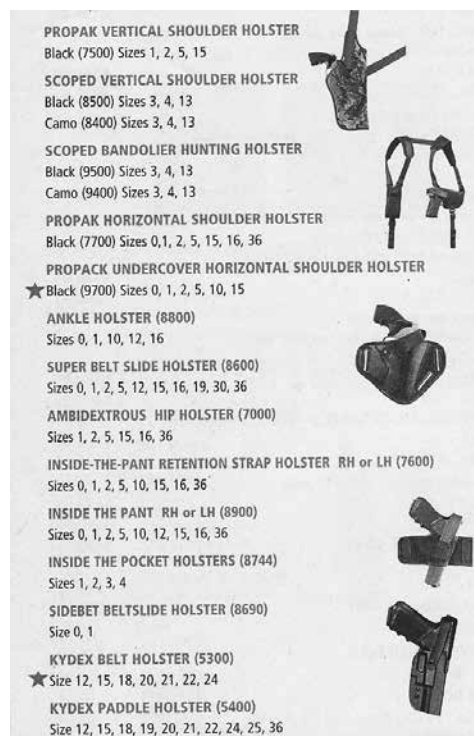 PROPAK VERTICAL SHOULDER HOLSTER
Black (7500) Sizes 1, 2, 5, 15
SCOPED VERTICAL SHOULDER HOLSTER
Black (8500) Sizes 3, 4, 13
Camo (8400) Sizes 3, 4, 13
SCOPED BANDOLIER HUNTING HOLSTER
Black (9500) Sizes 3, 4, 13
Camo (9400) Sizes 3, 4, 13
PROPAK HORIZONTAL SHOULDER HOLSTER
Black (7700) Sizes 0,1, 2, 5, 15, 16, 36
PROPACK UNDERCOVER HORIZONTAL SHOULDER HOLSTER
Black (9700) Sizes 0, 1, 2, 5, 10, 15
ANKLE HOLSTER (8800)
Sizes 0, 1, 10, 12, 16
SUPER BELT SLIDE HOLSTER (8600)
Sizes 0, 1, 2, 5, 12, 15, 16, 19, 30, 36
AMBIDEXTROUS HIP HOLSTER (7000)
Sizes 1, 2, 5, 15, 16, 36
INSIDE-THE-PANT RETENTION STRAP HOLSTER RH or LH (7600)
Sizes 0, 1, 2, 5, 10, 15, 16, 36
INSIDE THE PANT RH or LH (8900)
Sizes 0, 1, 2, 5, 10, 12, 15, 16, 36
INSIDE THE POCKET HOLSTERS (8744)
Sizes 1, 2, 3, 4
SIDEBET BELTSLIDE HOLSTER (8690)
Size 0, 1
KYDEX BELT HOLSTER (5300)
Size 12, 15, 18, 20, 21, 22, 24
KYDEX PADDLE HOLSTER (5400)
Size 12, 15, 18, 19, 20, 21, 22, 24, 25, 36